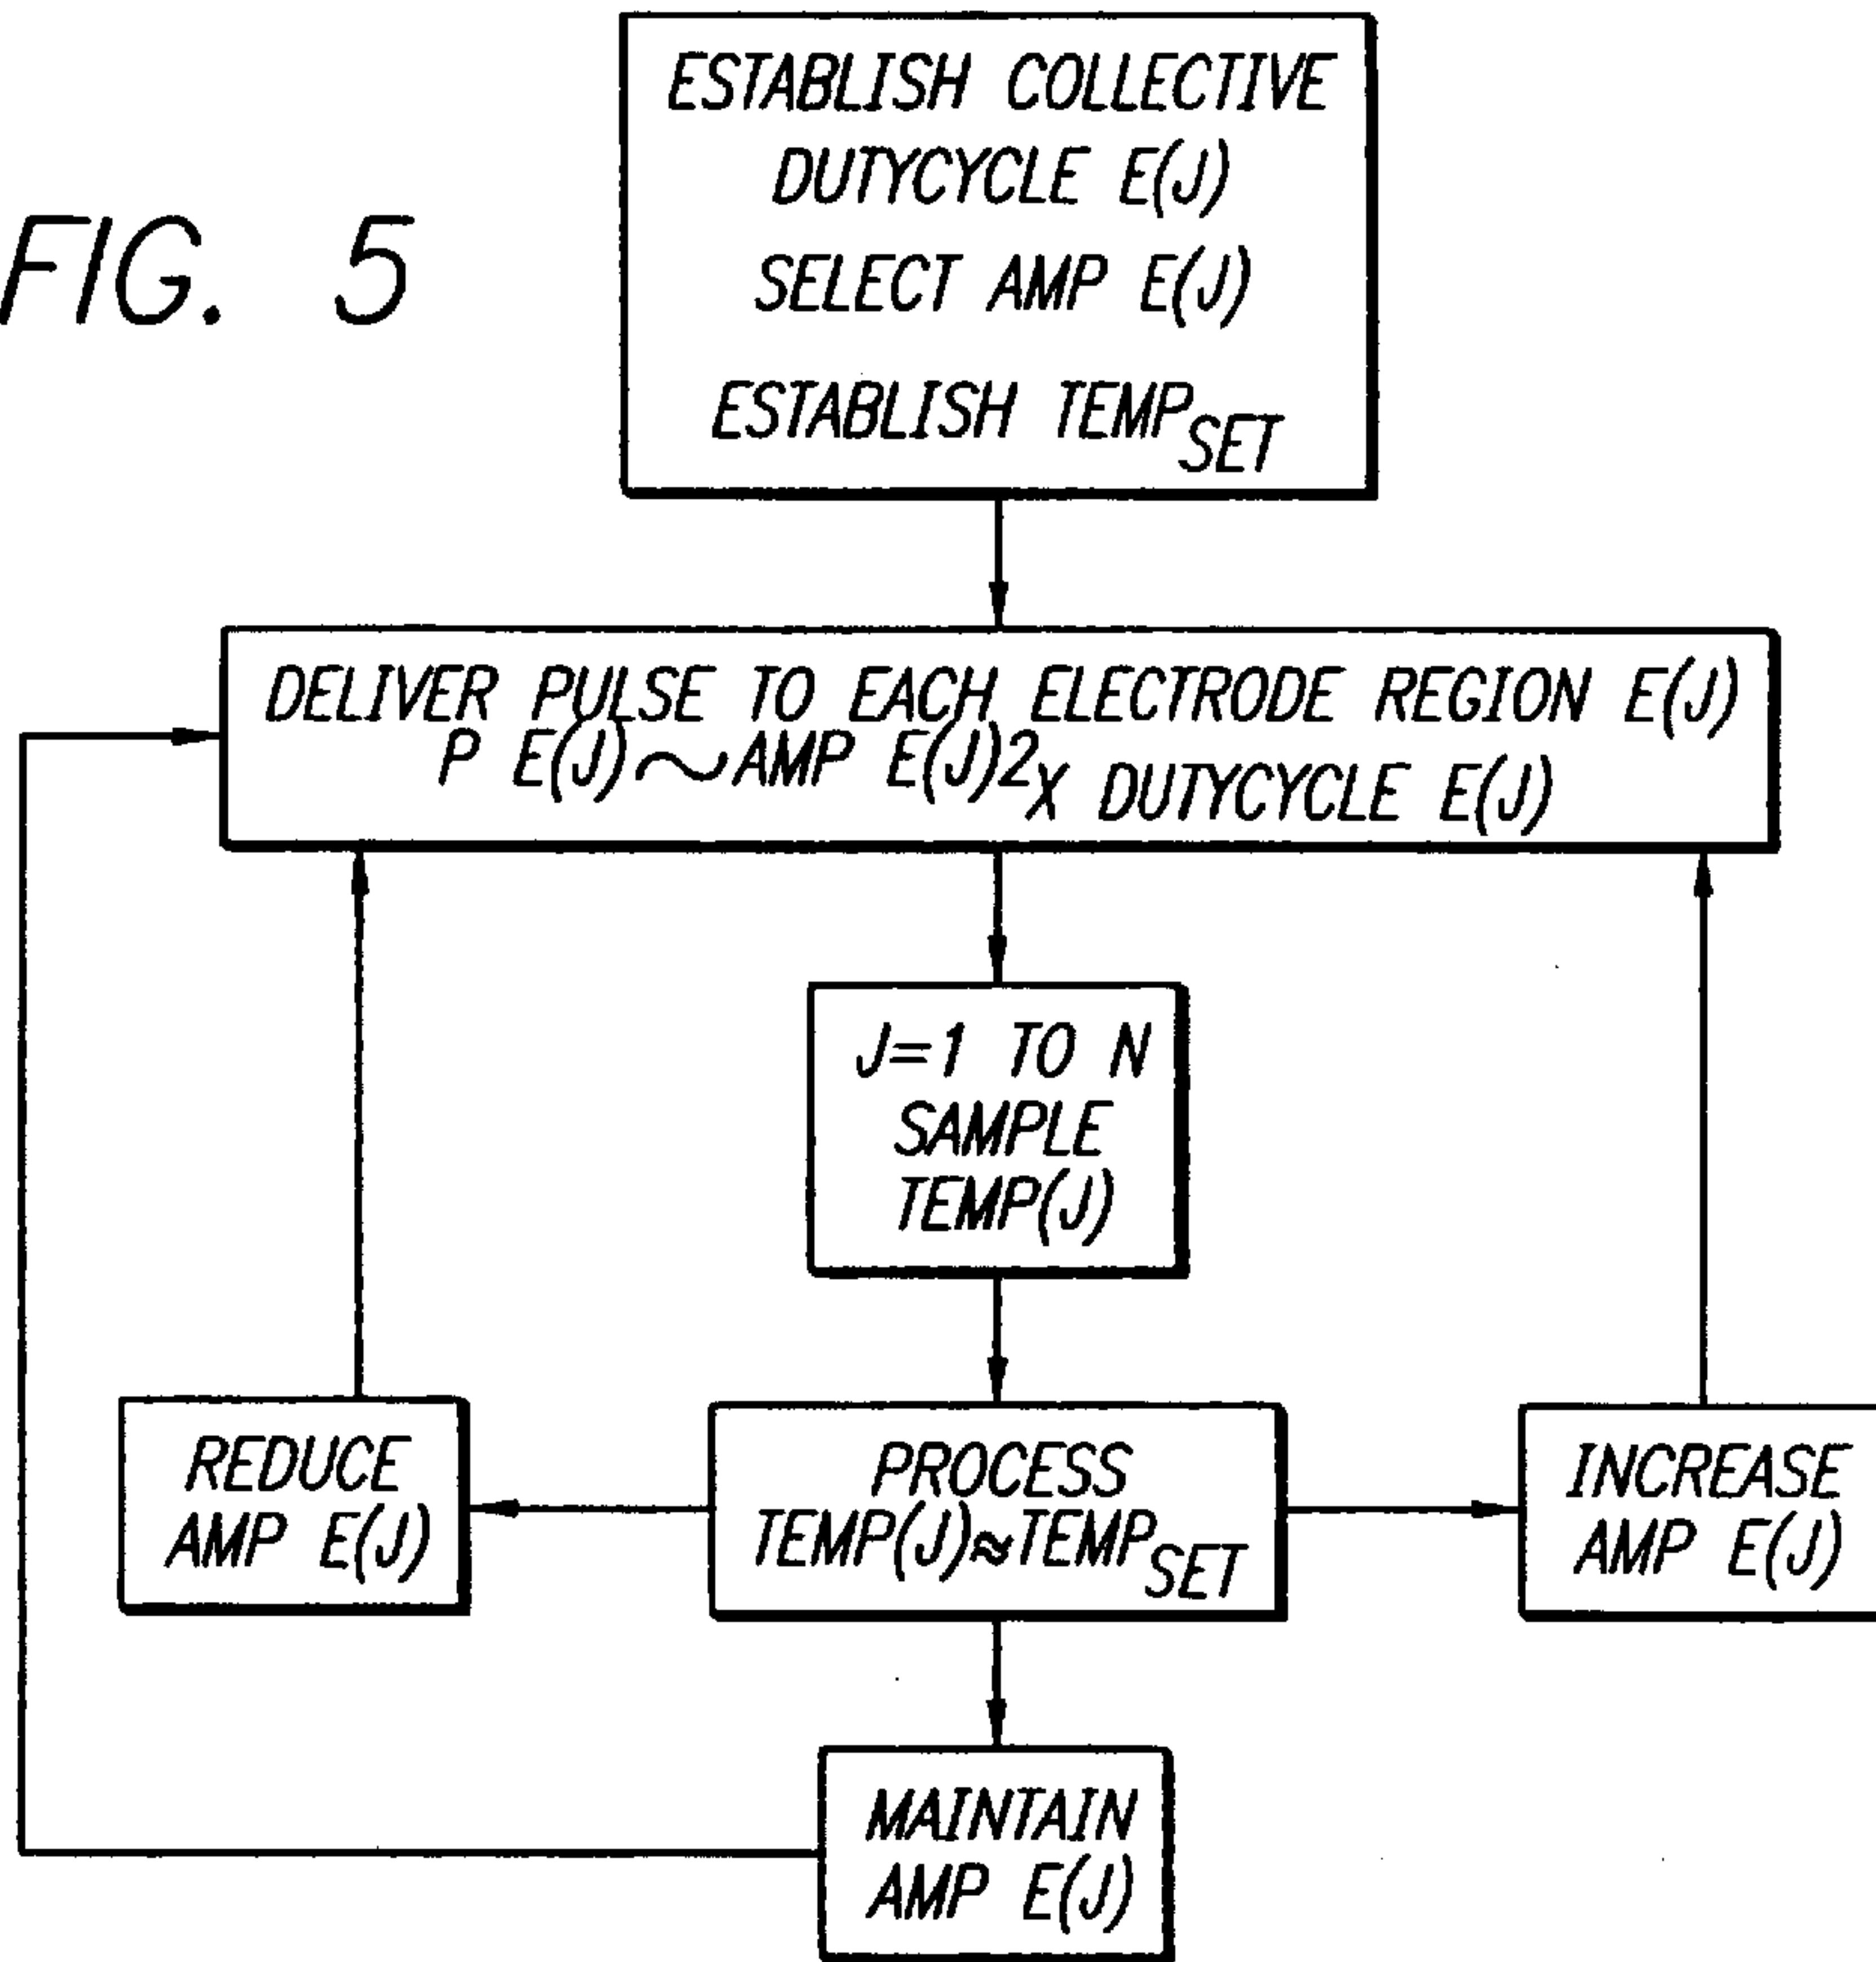 FIG. 5
ESTABLISH COLLECTIVE
DUTYCYCLE E(J)
SELECT AMP E(J)
ESTABLISH TEMPSET
DELIVER PULSE TO EACH ELECTRODE REGION E(J)
P E(J)~AMP E(J)2X DUTYCYCLE E(J)
J=1 TO N
SAMPLE
TEMP(J)
REDUCE
AMP E(J)
PROCESS
TEMP(J)≈TEMPSET
INCREASE
AMP E(J)
MAINTAIN
AMP E(J)